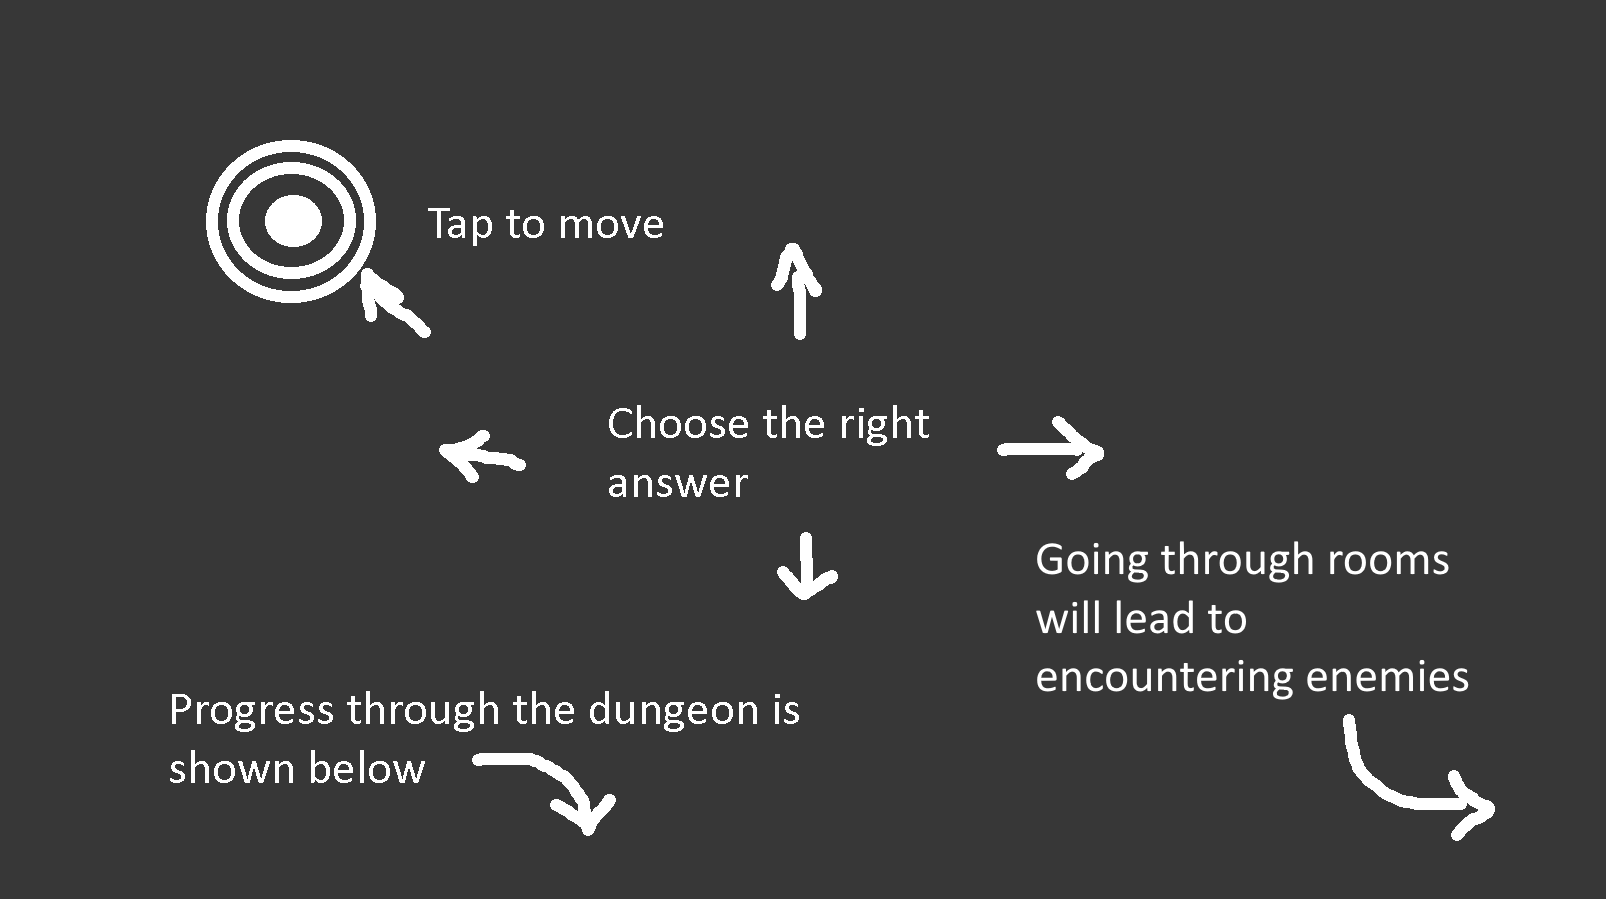 Tap to move
Choose the right
answer
Going through rooms
will lead to
encountering enemies
Progress through the dungeon is
shown below